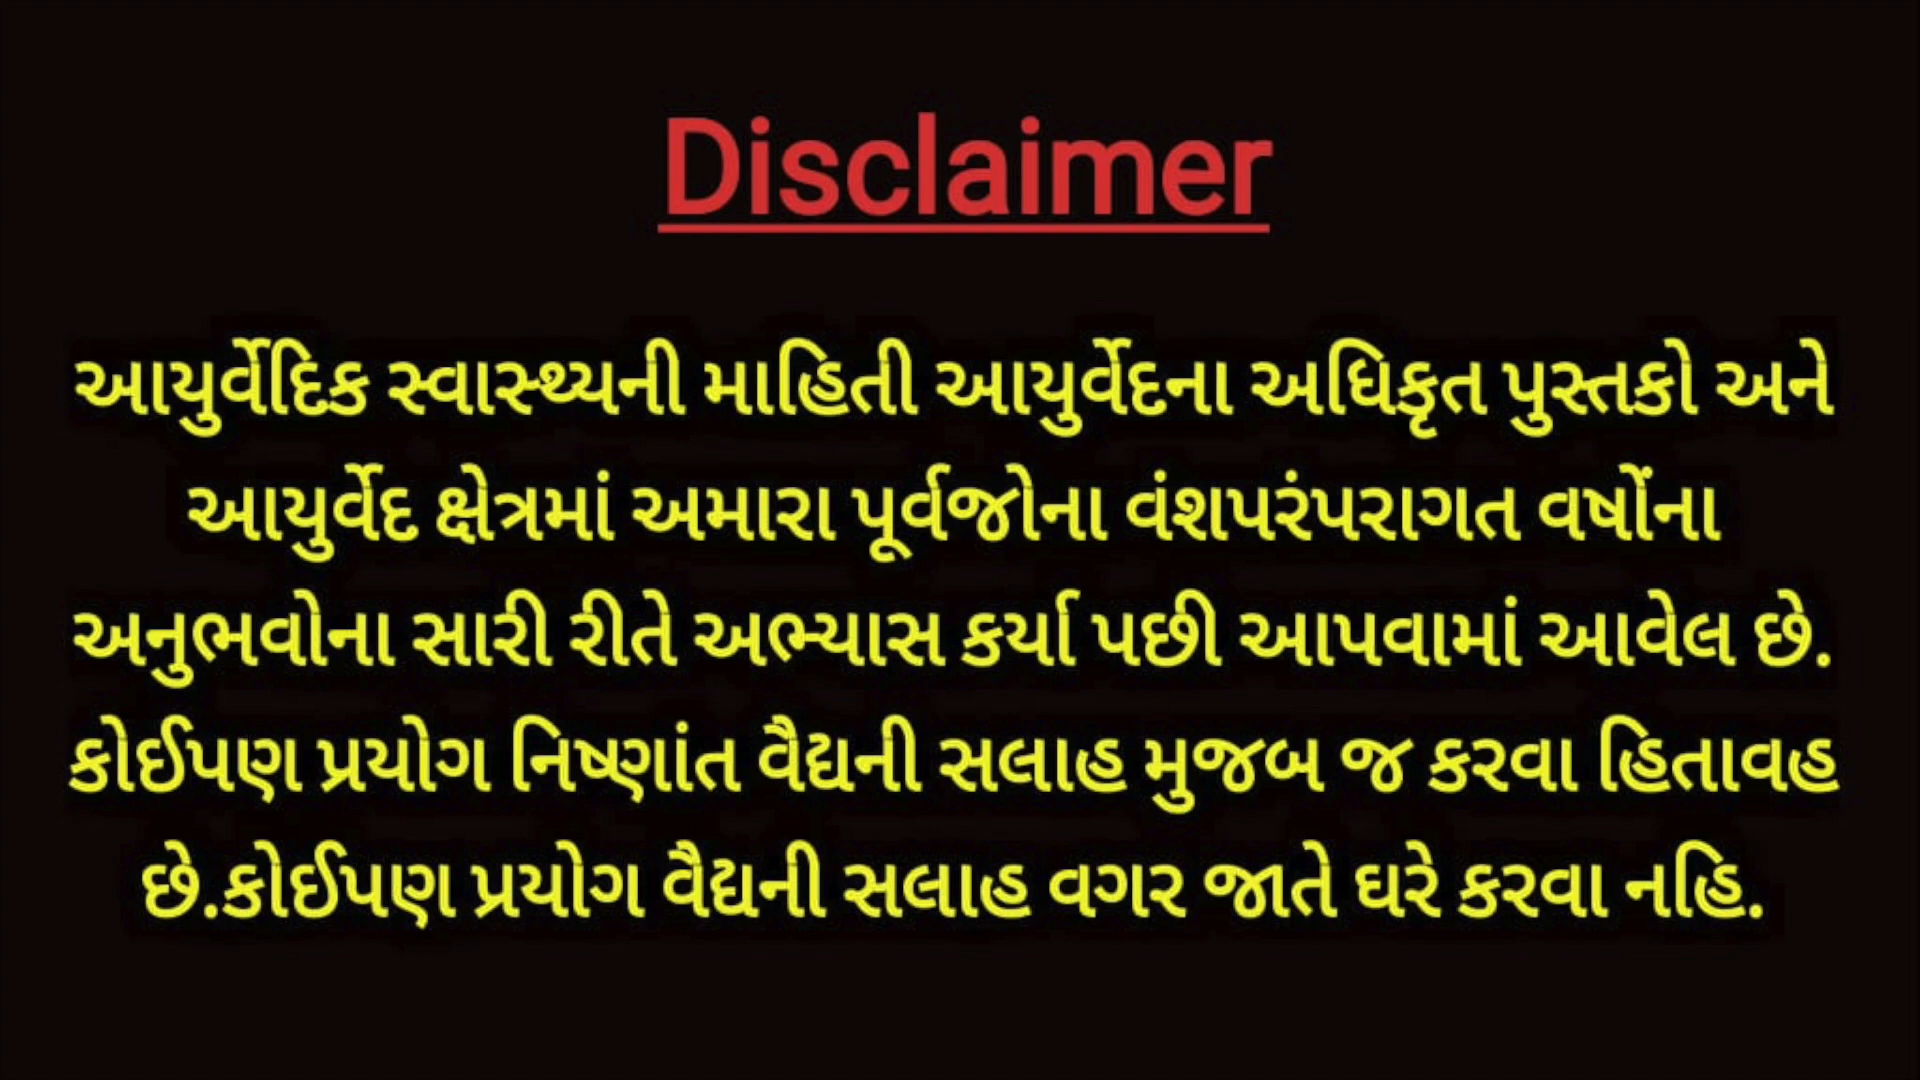 Disclaimer
આયુર્વેદિક સ્વાસ્થ્યની માહિતી આયુર્વેદના અધિકૃત પુસ્તકો અને
આયુર્વેદ ક્ષેત્રમાં અમારા પૂર્વજોના વંશપરંપરાગત વર્ષોના
અનુભવોના સારી રીતે અભ્યાસ કર્યા પછી આપવામાં આવેલ છે.
કોઈપણ પ્રયોગ નિષ્ણાંત વૈદ્યની સલાહ મુજબ જ કરવા હિતાવહ
છે.કોઈપણ પ્રયોગ વૈદ્યની સલાહ વગર જાતે ઘરે કરવા નહિ.